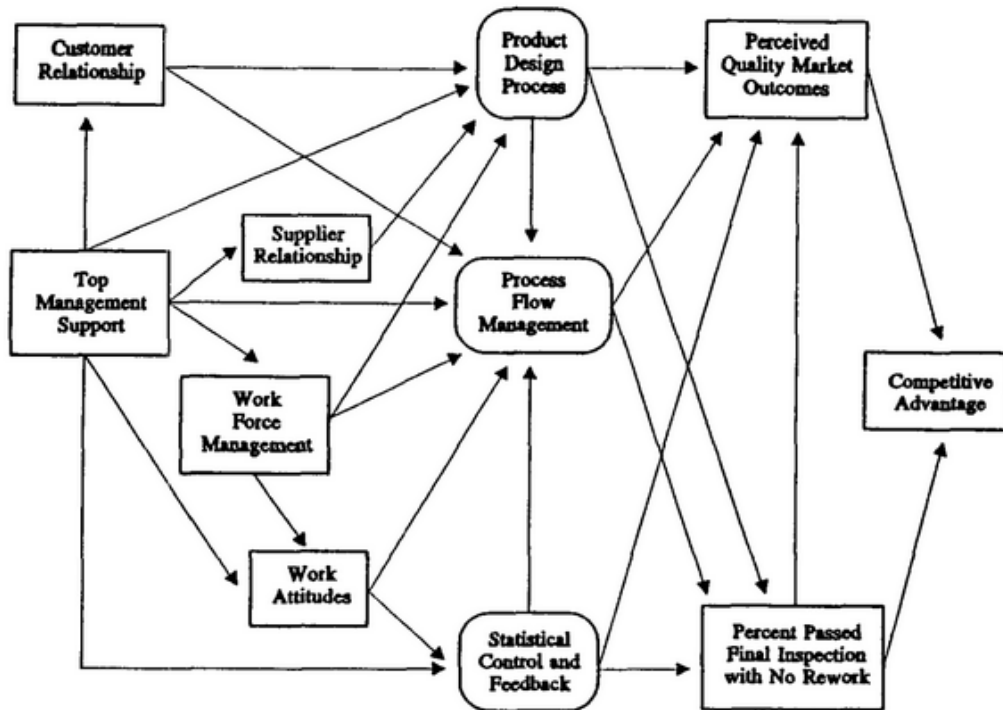 Customer
Relationship
Product
Design
Process
Perceived
Quality Market
Outcomes
Supplier
Relationship
Top
Management
Support
Process
Flow
Management
Work
Force
Management
Competitive
Advantage
Work
Attitudes
Statistical
Control and
Feedback
Percent Passed
Final Inspection
with No Rework